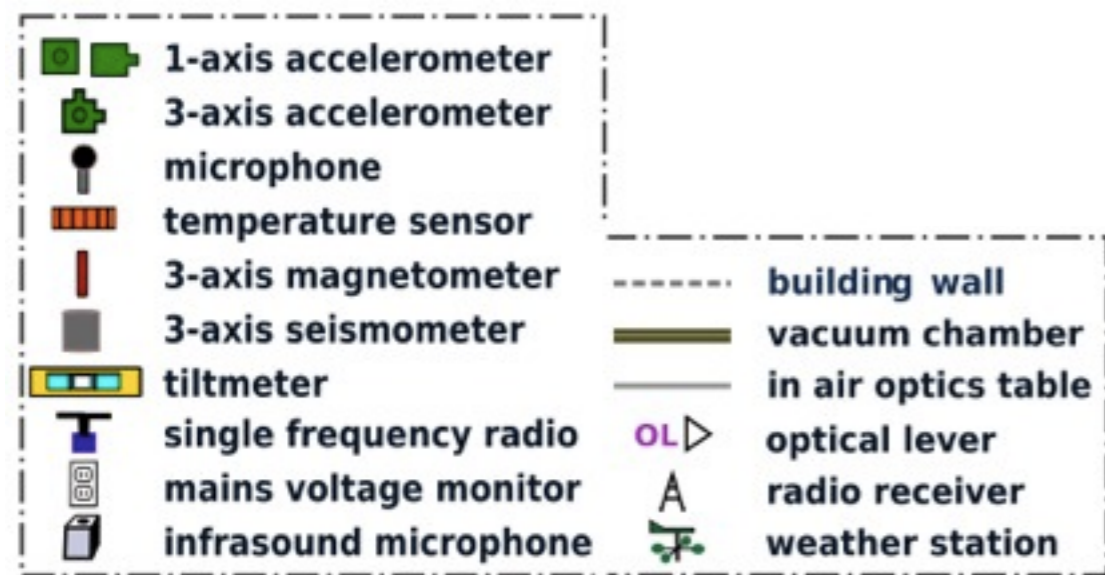 1-axis accelerometer
3-axis accelerometer
microphone
temperature sensor
3-axis magnetometer
3-axis seismometer
tiltmeter
single frequency radio
mains voltage monitor
infrasound microphone
building wall
vacuum chamber
in air optics table
OL optical lever
radio receiver
weather station